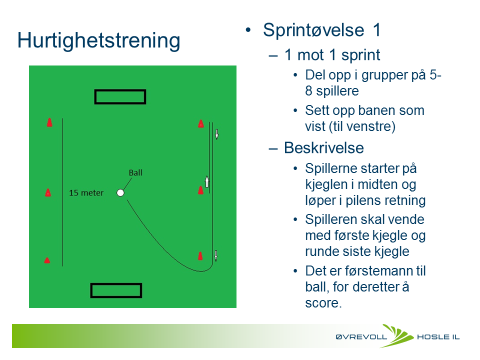 Hurtighetstrening
Ball
15 meter
• Sprintøvelse 1
– 1 mot 1 sprint
• Del opp i grupper på 5-
8 spillere
• Sett opp banen som
vist (til venstre)
– Beskrivelse
• Spillerne starter på
kjeglen i midten og
løper i pilens retning
• Spilleren skal vende
med første kjegle og
runde siste kjegle
• Det er førstemann til
ball, for deretter å
score.
ØVREVOLL HOSLE IL